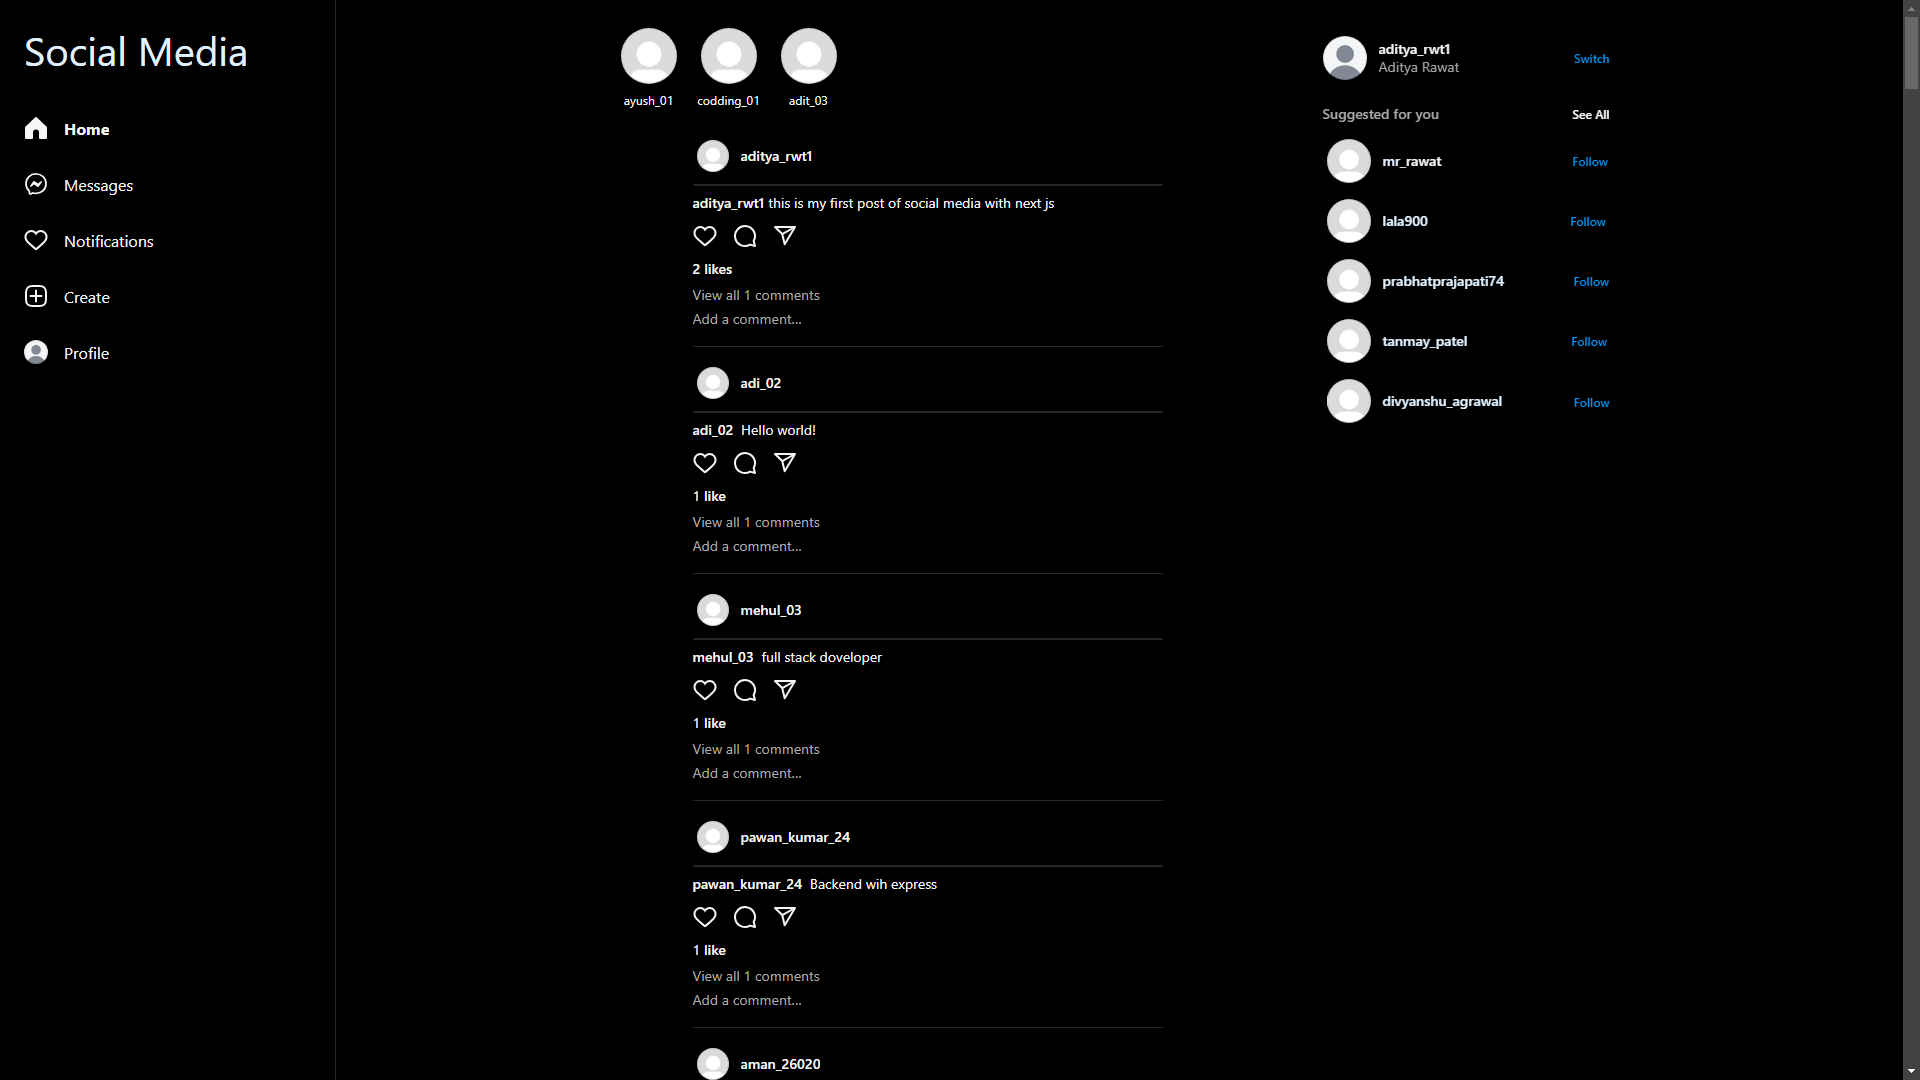 Social Media
Home
Messages
Notifications
Create
Profile
ayush_01 codding_01 adit_03
aditya_rwt1
aditya_rwt1 this is my first post of social media with next js
2 likes
View all 1 comments
Add a comment...
adi_02
adi_02 Hello world!
1 like
View all 1 comments
Add a comment...
mehul_03
mehul_03 full stack doveloper
1 like
View all 1 comments
Add a comment...
pawan_kumar_24
pawan_kumar_24 Backend wih express
1 like
View all 1 comments
Add a comment...
aman_26020
aditya_rwt1
Aditya Rawat
Switch
Suggested for you See All
mr_rawat Follow
lala900 Follow
prabhatprajapati74 Follow
tanmay_patel Follow
divyanshu_agrawal Follow